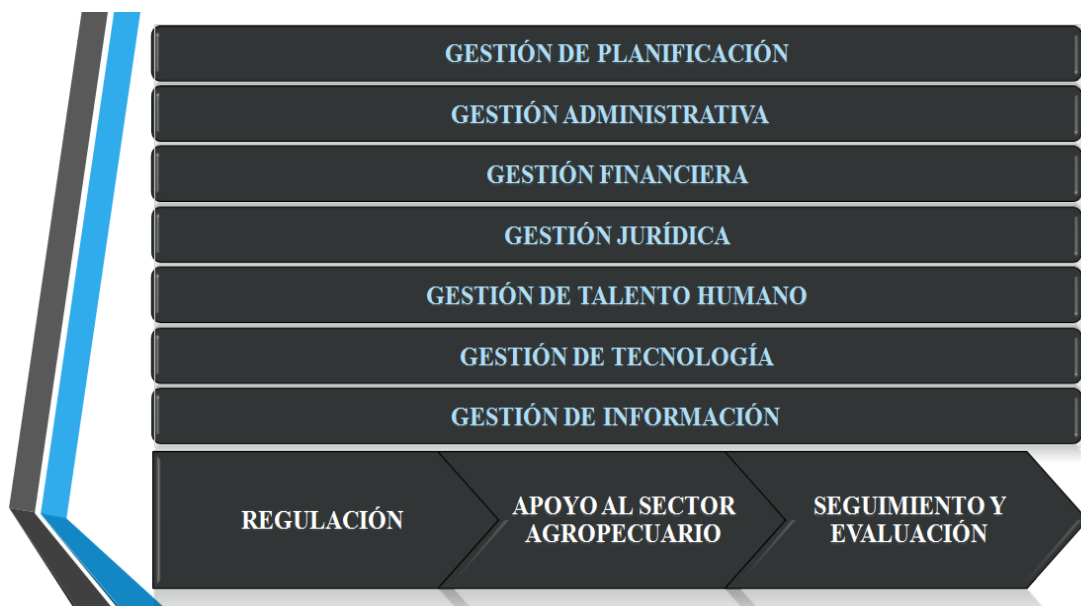 GESTIÓN DE PLANIFICACIÓN
GESTIÓN ADMINISTRATIVA
GESTIÓN FINANCIERA
GESTIÓN JURÍDICA
GESTIÓN DE TALENTO HUMANO
GESTIÓN DE TECNOLOGÍA
GESTIÓN DE INFORMACIÓN
REGULACIÓN
APOYO AL SECTOR
AGROPECUARIO
SEGUIMIENTO Y
EVALUACIÓN